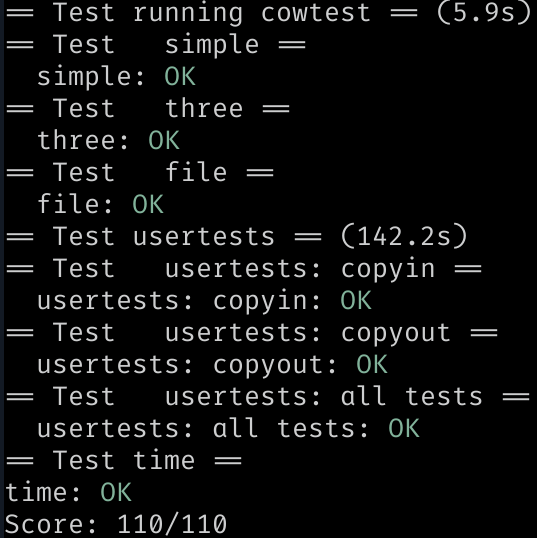 == Test running cowtest == (5.9s)
== Test   simple ==
  simple: OK
== Test   three ==
  three: OK
== Test   file ==
  file: OK
== Test usertests == (142.2s)
== Test   usertests: copyin ==
  usertests: copyin: OK
== Test   usertests: copyout ==
  usertests: copyout: OK
== Test   usertests: all tests ==
  usertests: all tests: OK
== Test time ==
time: OK
Score: 110/110